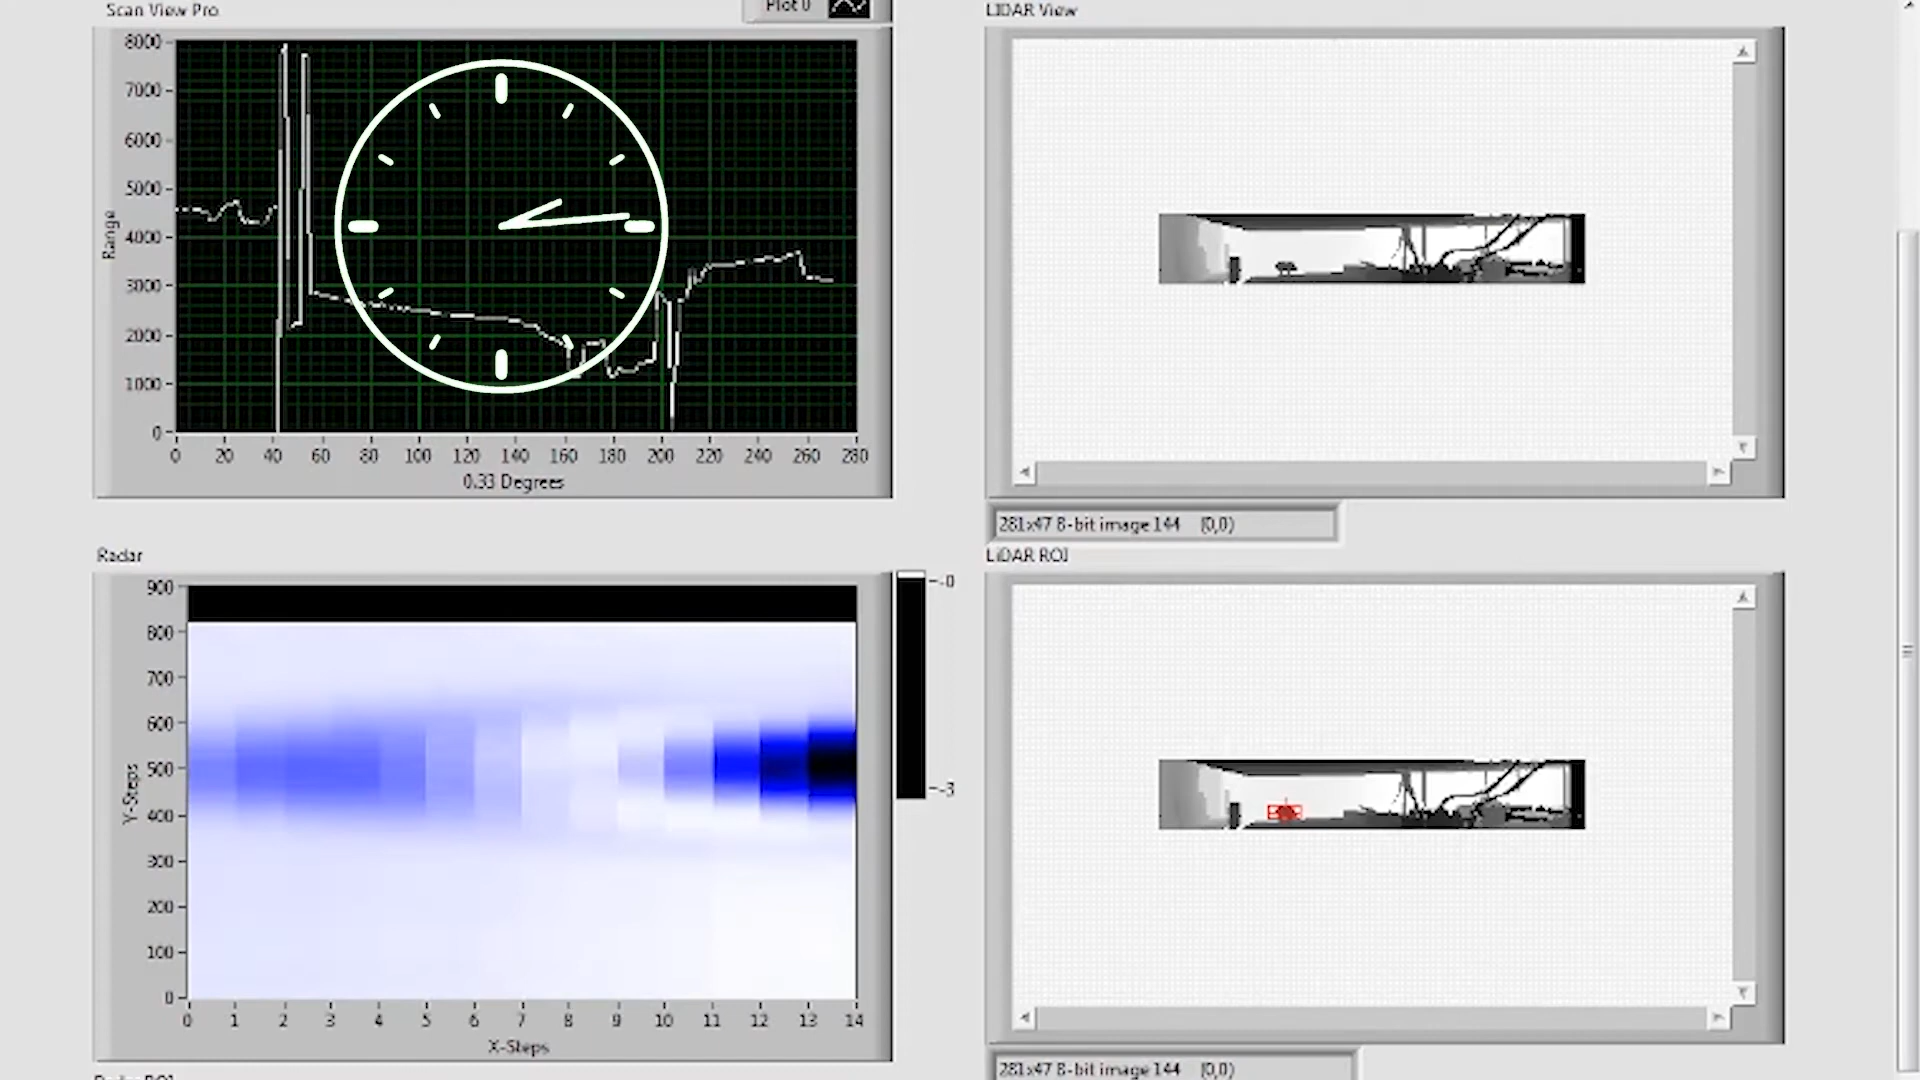 Scan View Pro
Plot 0
8000
7000
6000
5000
4000
3000
2000
1000
0
Range
0 20 40 60 80 100 120 140 160 180 200 220 240 260 280
0.33 Degrees
LIDAR View
281x47 8-bit image 144 (0,0)
Radar
900
800
700
600
500
400
300
200
100
0
Y-Steps
0 1 2 3 4 5 6 7 8 9 10 11 12 13 14
X-Steps
-0
-3
LiDAR ROI
281x47 8-bit image 144 (0,0)
Radar ROI